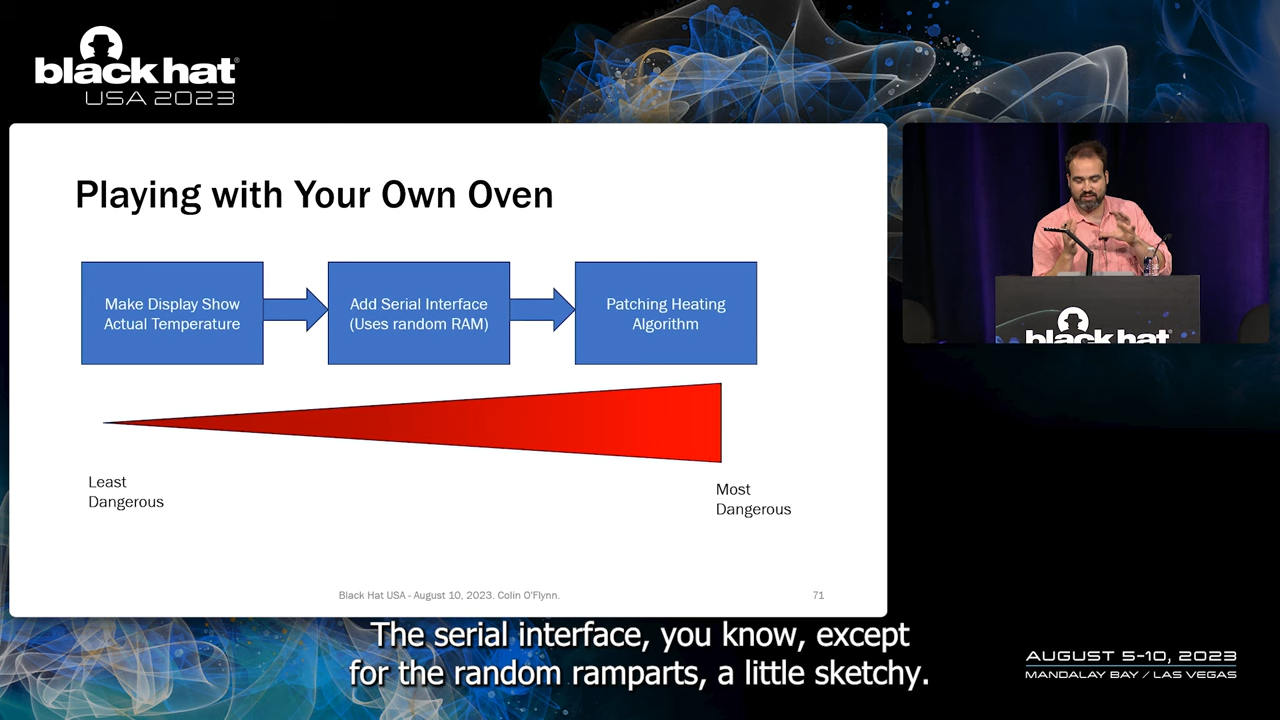 black hat®
USA 2023
Playing with Your Own Oven
Make Display Show
Actual Temperature
Add Serial Interface
(Uses random RAM)
Patching Heating
Algorithm
Least
Dangerous
Most
Dangerous
Black Hat USA - August 10, 2023. Colin O'Flynn.
71
black hat
The serial interface, you know, except
for the random ramparts, a little sketchy.
AUGUST 5-10, 2023
MANDALAY BAY / LAS VEGAS